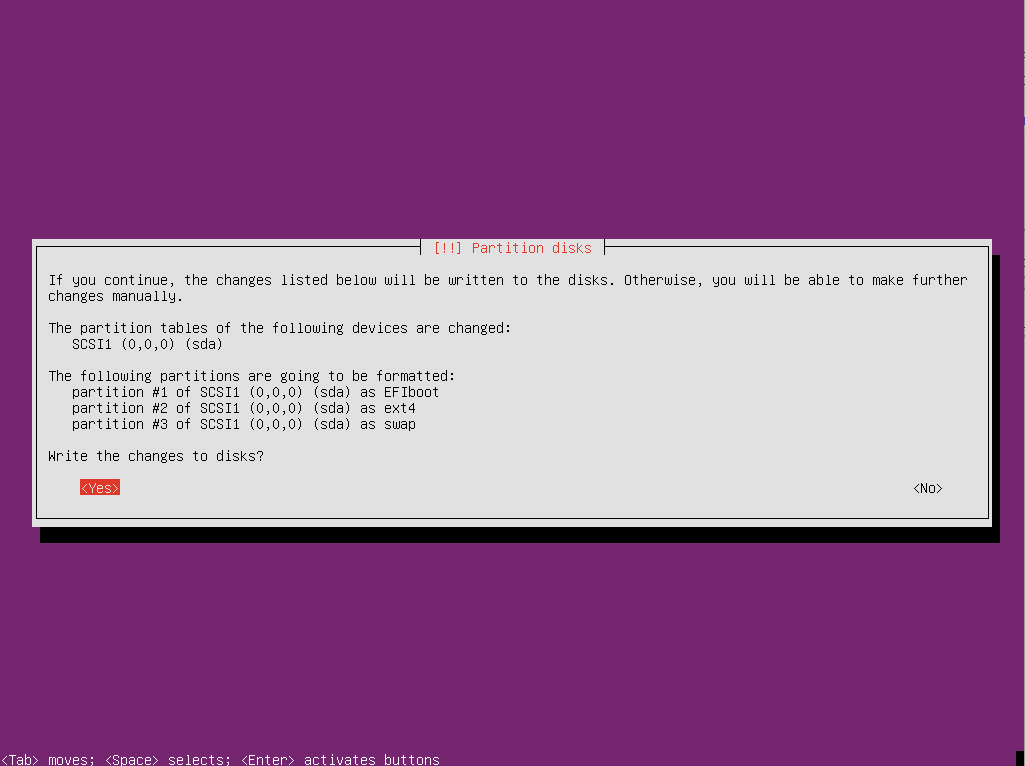 [!!] Partition disks
If you continue, the changes listed below will be written to the disks. Otherwise, you will be able to make further
changes manually.
The partition tables of the following devices are changed:
SCSI1 (0,0,0) (sda)
The following partitions are going to be formatted:
partition #1 of SCSI1 (0,0,0) (sda) as EFIboot
partition #2 of SCSI1 (0,0,0) (sda) as ext4
partition #3 of SCSI1 (0,0,0) (sda) as swap
Write the changes to disks?
<Yes> <No>
<Tab> moves; <Space> selects; <Enter> activates buttons